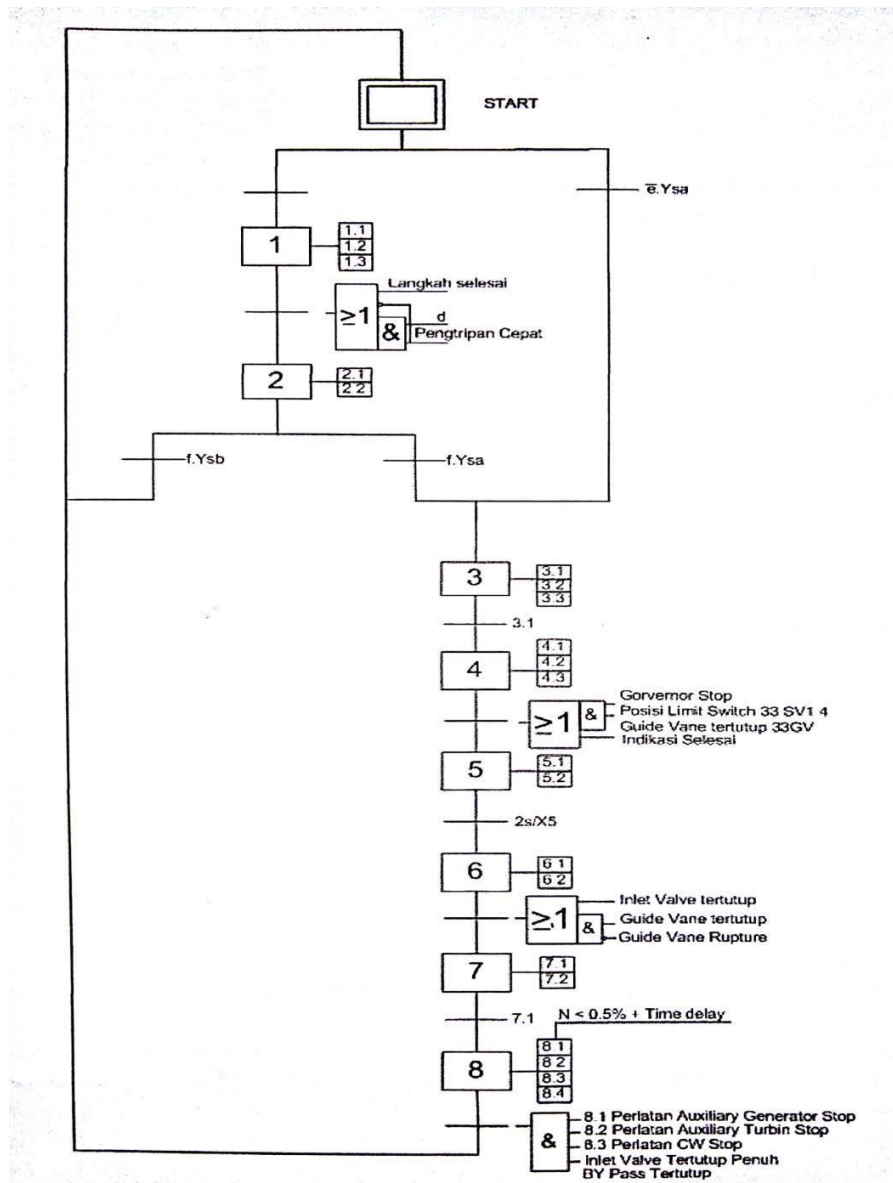 START
e.Ysa
1
1.1
1.2
1.3
Langkah selesai
≥1
&
d
Pengtripan Cepat
2
2.1
2 2
f.Ysb
f.Ysa
3
3.1
3 2
3 3
3.1
4
4.1
4.2
4.3
Gorvernor Stop
Posisi Limit Switch 33 SV1 4
Guide Vane tertutup 33GV
Indikasi Selesai
≥1
&
5
5.1
5.2
2s/X5
6
6 1
6 2
Inlet Valve tertutup
Guide Vane tertutup
Guide Vane Rupture
≥1
&
7
7.1
7.2
7.1
N < 0.5% + Time delay
8
8 1
8 2
8.3
8.4
&
8.1 Perlatan Auxiliary Generator Stop
8.2 Perlatan Auxiliary Turbin Stop
8.3 Perlatan CW Stop
Inlet Valve Tertutup Penuh
BY Pass Tertutup